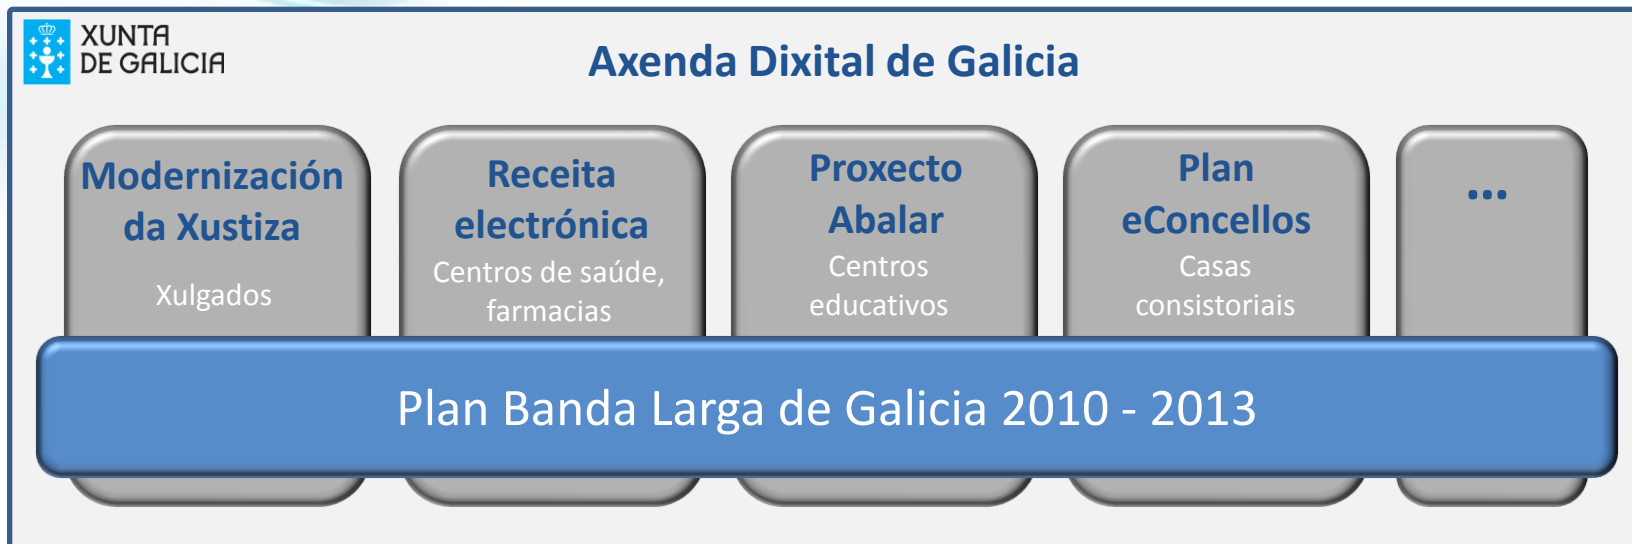 XUNTA
DE GALICIA
Axenda Dixital de Galicia
Modernización
da Xustiza
Xulgados
Receita
electrónica
Centros de saúde,
farmacias
Proxecto
Abalar
Centros
educativos
Plan
eConcellos
Casas
consistoriais
...
Plan Banda Larga de Galicia 2010 - 2013